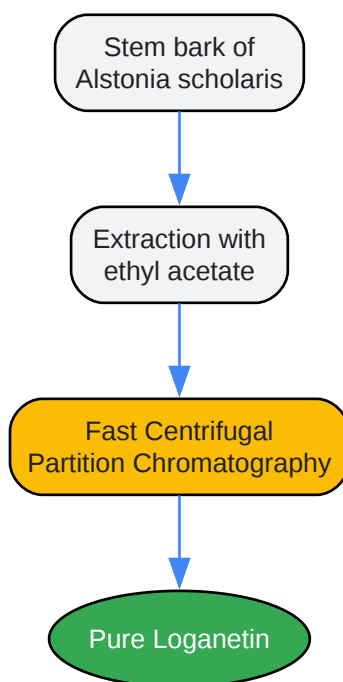 Stem bark of
Alstonia scholaris
Extraction with
ethyl acetate
Fast Centrifugal
Partition Chromatography
Pure Loganetin